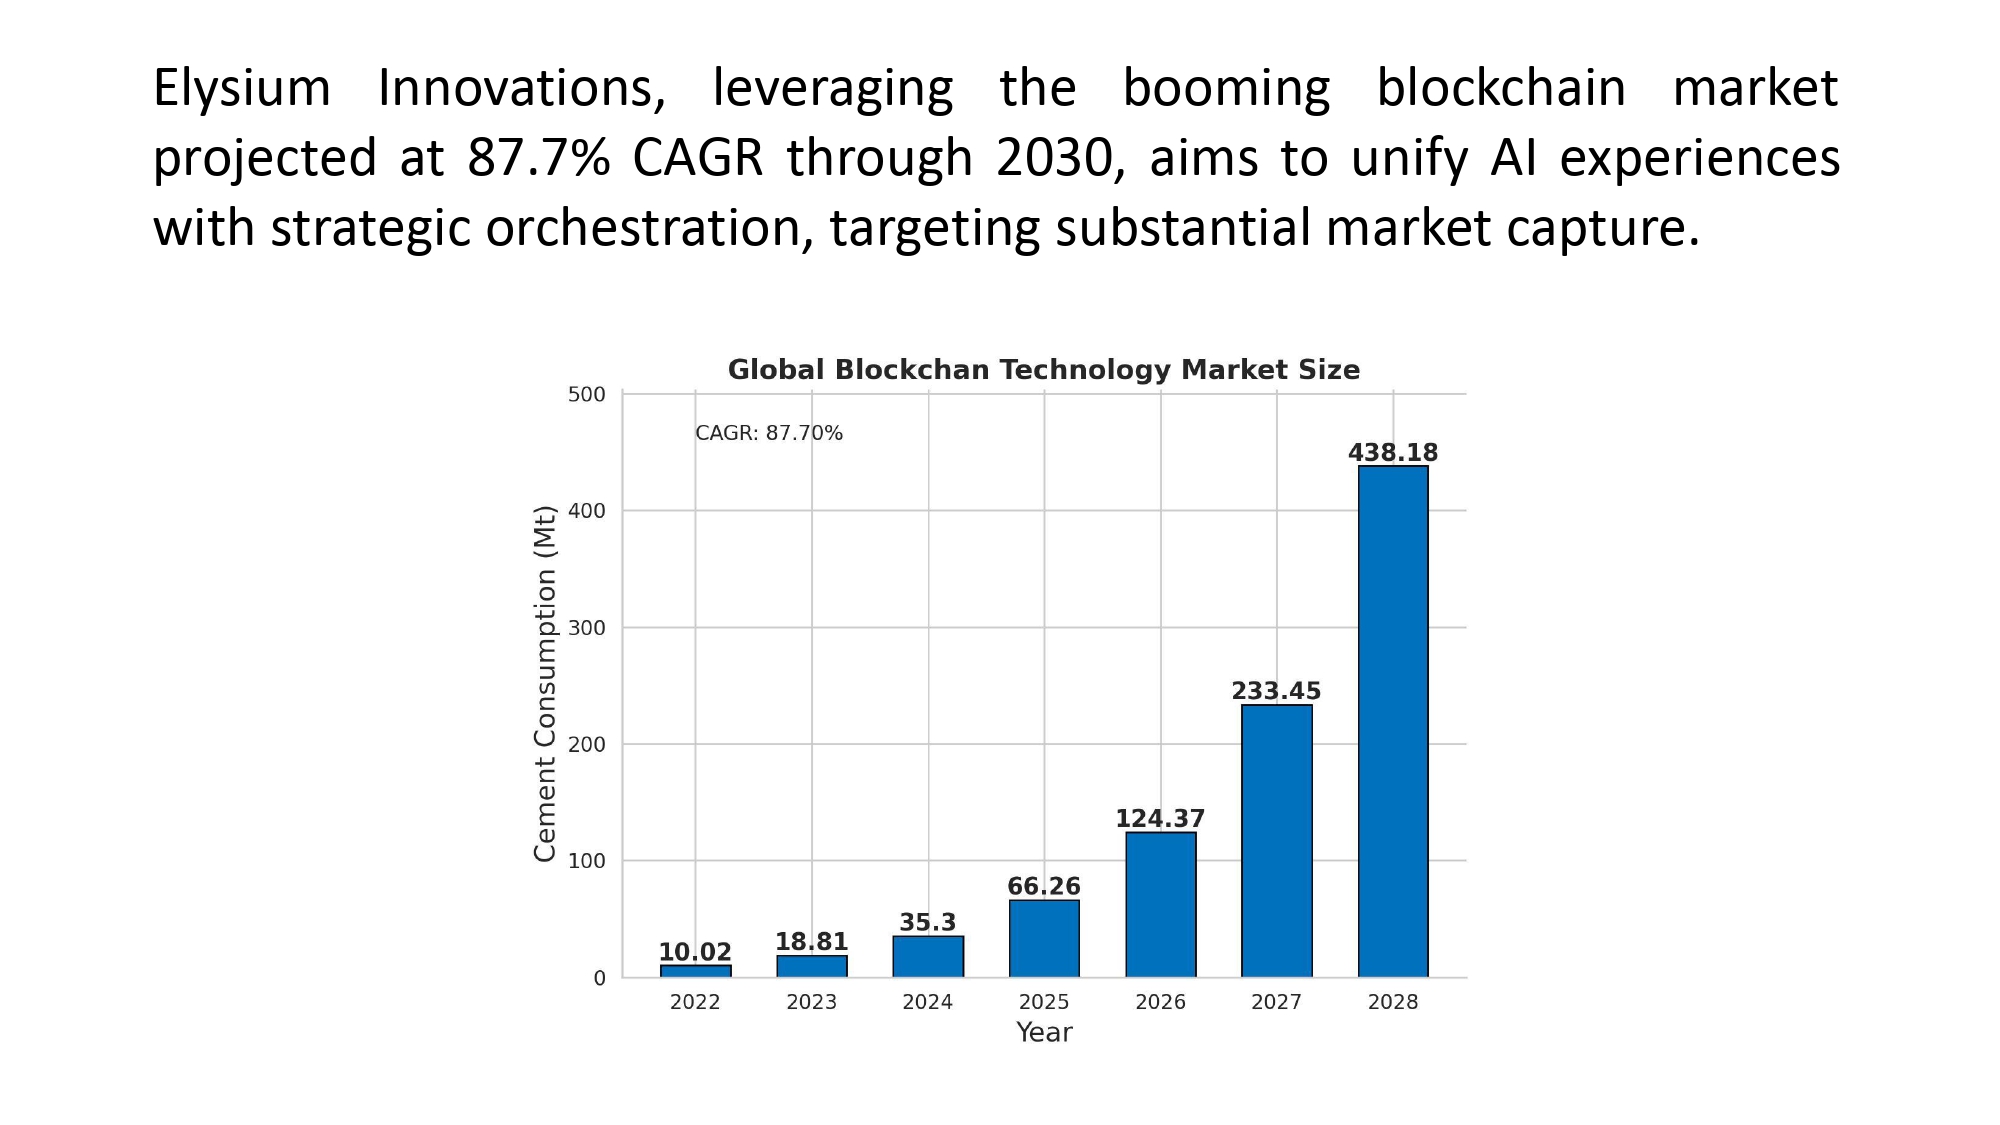 Elysium Innovations, leveraging the booming blockchain market
projected at 87.7% CAGR through 2030, aims to unify AI experiences
with strategic orchestration, targeting substantial market capture.
Global Blockchan Technology Market Size
CAGR: 87.70%
Cement Consumption (Mt)
500
400
300
200
100
0
10.02
18.81
35.3
66.26
124.37
233.45
438.18
2022 2023 2024 2025 2026 2027 2028
Year